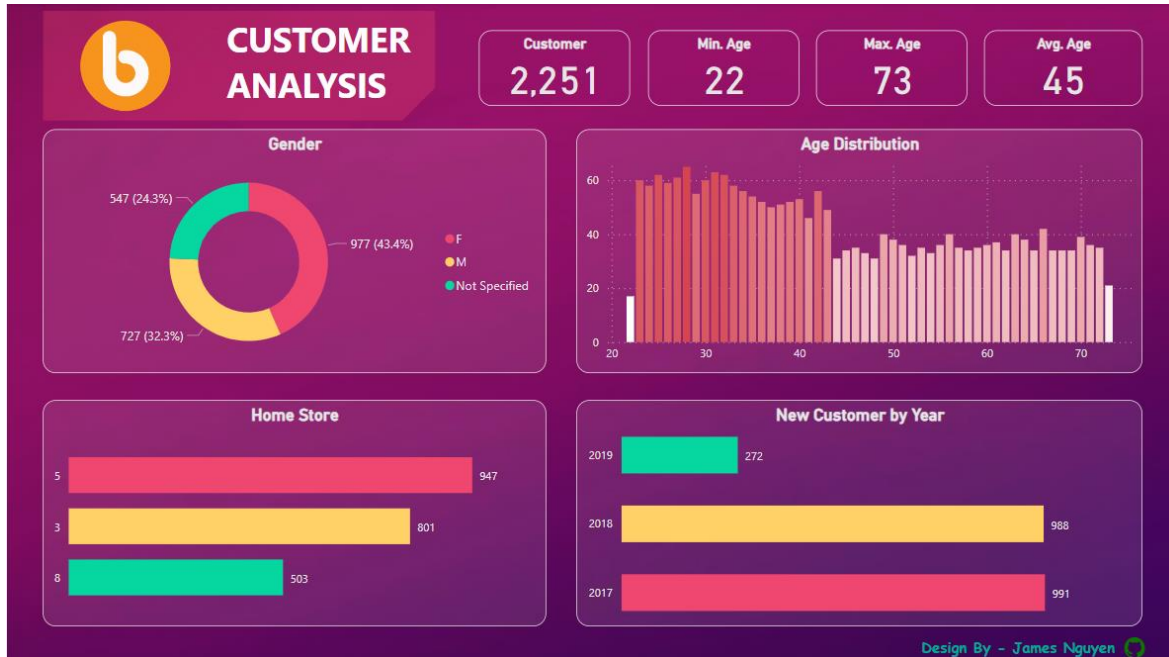 b
CUSTOMER
ANALYSIS
Customer
2,251
Min. Age
22
Max. Age
73
Avg. Age
45
Gender
547 (24.3%)
977 (43.4%)
727 (32.3%)
F
M
Not Specified
Age Distribution
60
40
20
0
20 30 40 50 60 70
Home Store
5 947
3 801
8 503
New Customer by Year
2019 272
2018 988
2017 991
Design By - James Nguyen